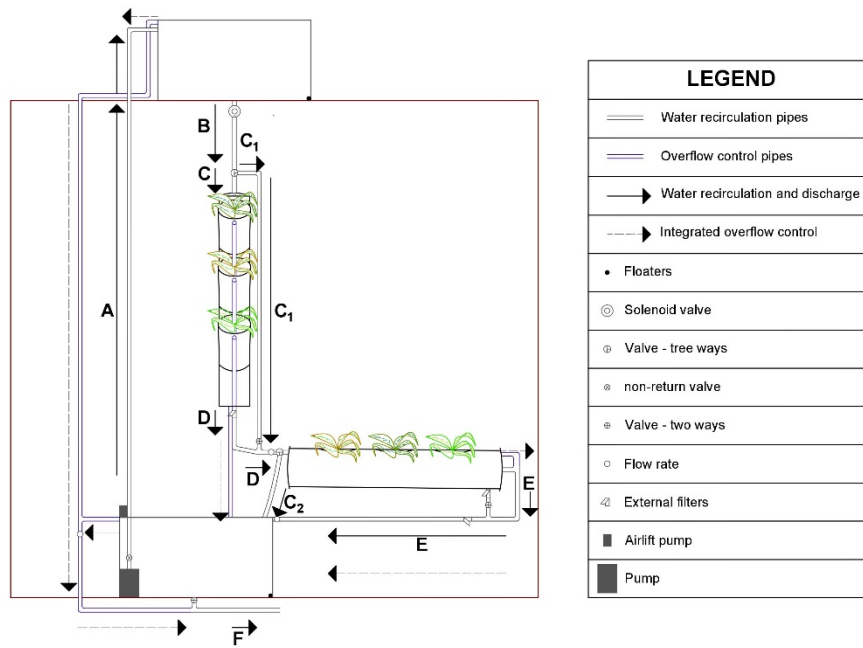 B
C1
C
A
C1
D
D
C2
E
E
F
LEGEND
Water recirculation pipes
Overflow control pipes
Water recirculation and discharge
Integrated overflow control
Floaters
Solenoid valve
Valve - tree ways
non-return valve
Valve - two ways
Flow rate
External filters
Airlift pump
Pump